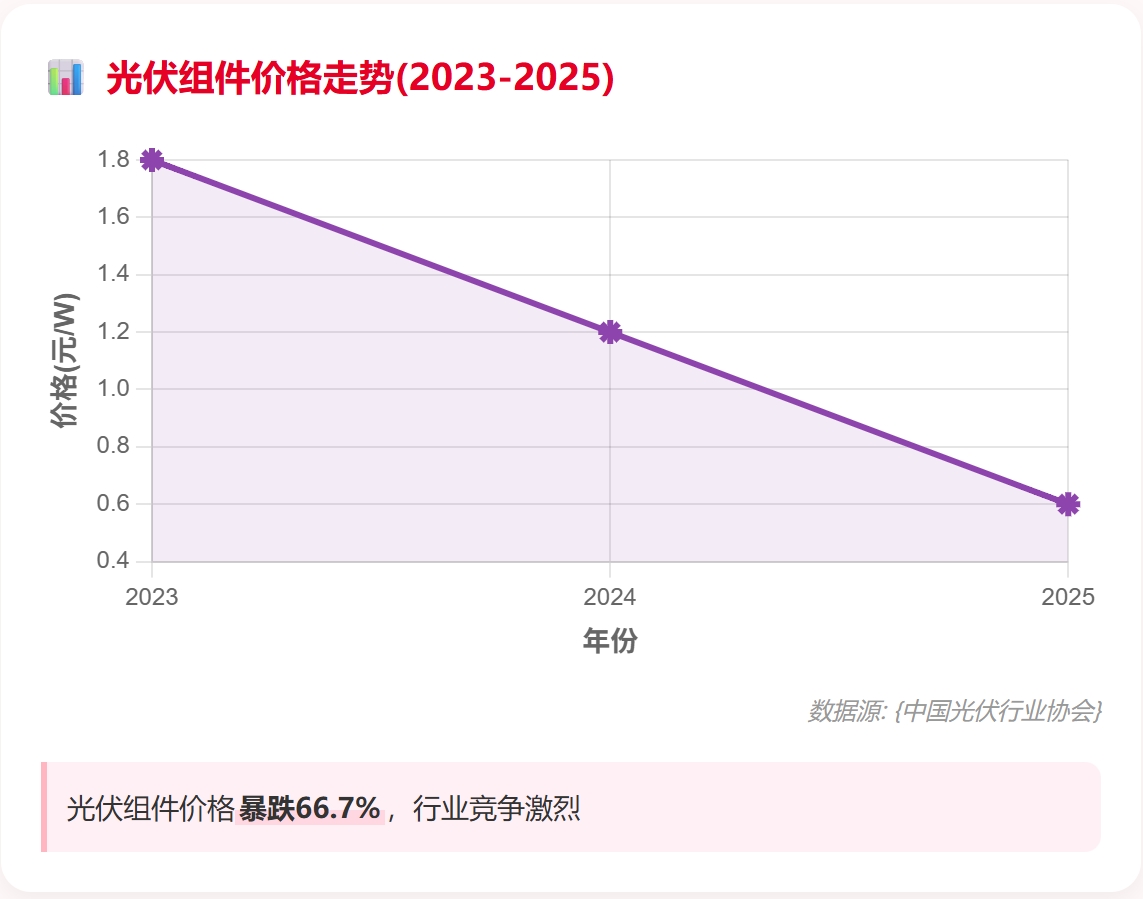 光伏组件价格走势(2023-2025)
1.8
1.6
1.4
1.2
1.0
0.8
0.6
0.4
价格(元/W)
2023 2024 2025
年份
数据源: {中国光伏行业协会}
光伏组件价格暴跌66.7%，行业竞争激烈